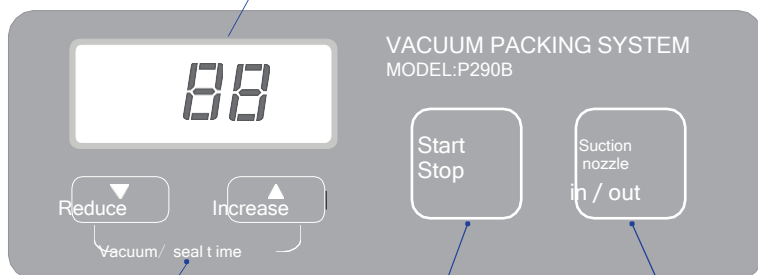 VACUUM PACKING SYSTEM
MODEL:P290B
88
Start
Stop
Suction
nozzle
in / out
Reduce
Increase
Vacuum/ seal t ime